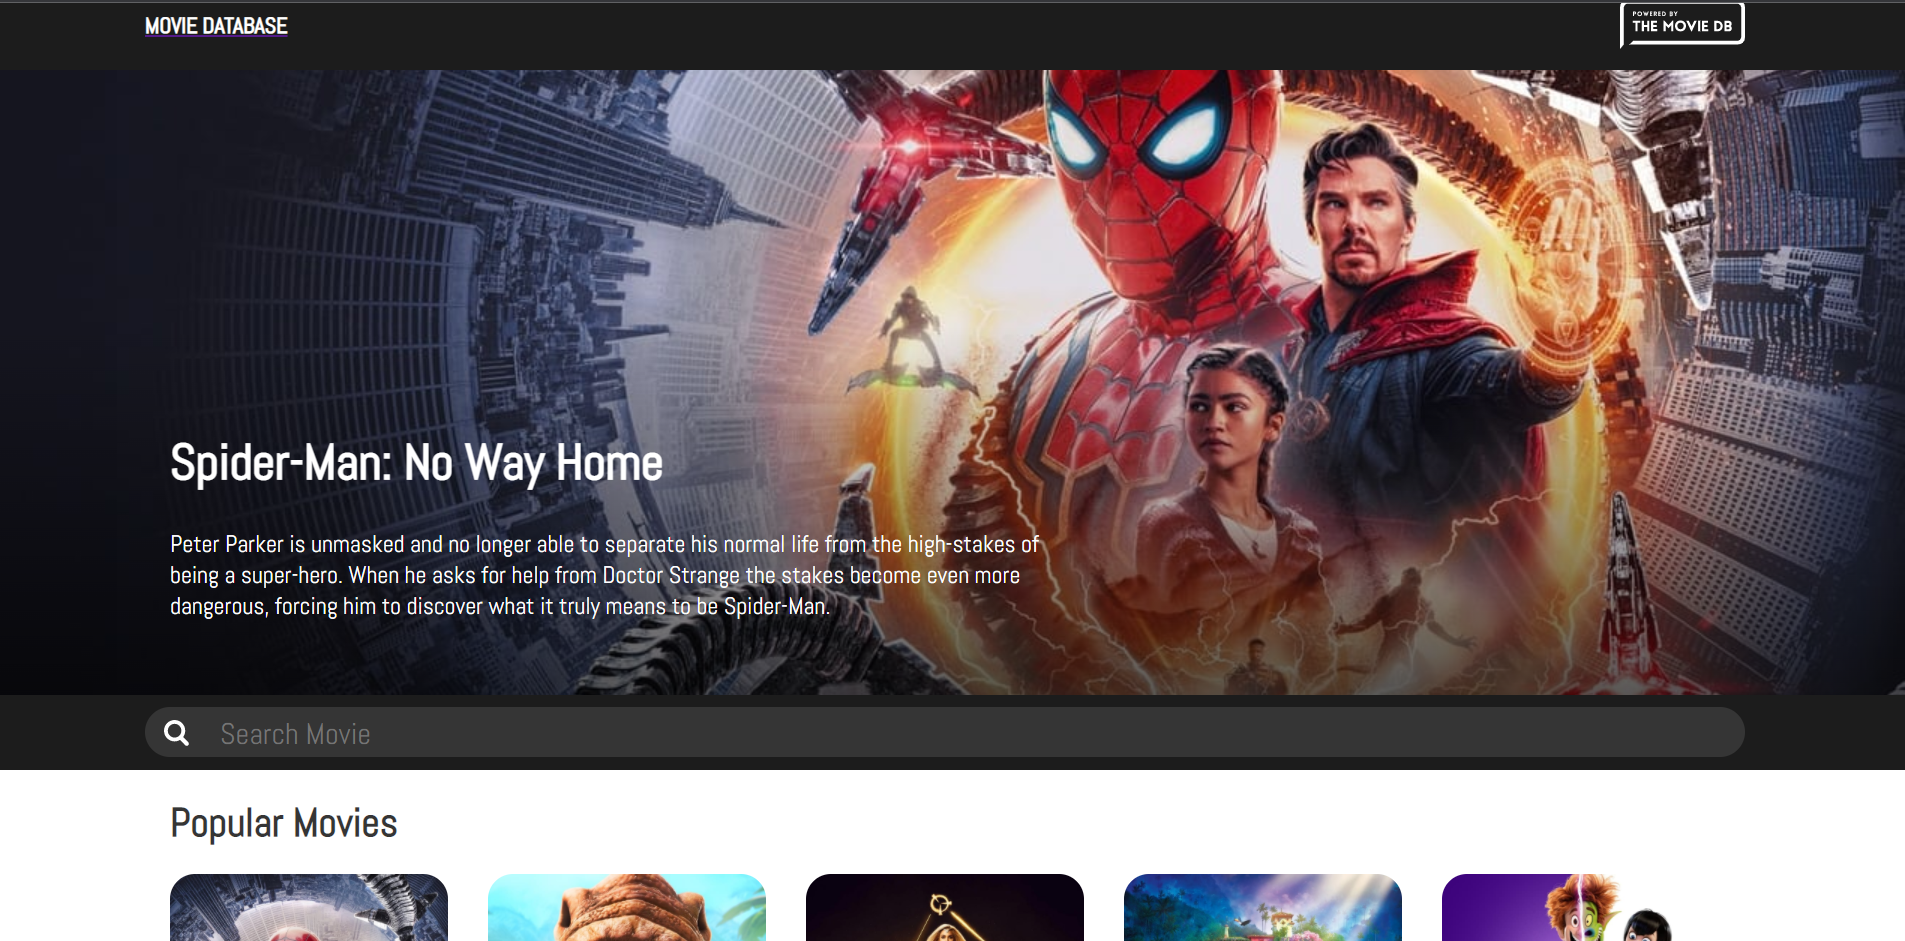 MOVIE DATABASE
POWERED BY
THE MOVIE DB
Spider-Man: No Way Home
Peter Parker is unmasked and no longer able to separate his normal life from the high-stakes of
being a super-hero. When he asks for help from Doctor Strange the stakes become even more
dangerous, forcing him to discover what it truly means to be Spider-Man.
Search Movie
Popular Movies